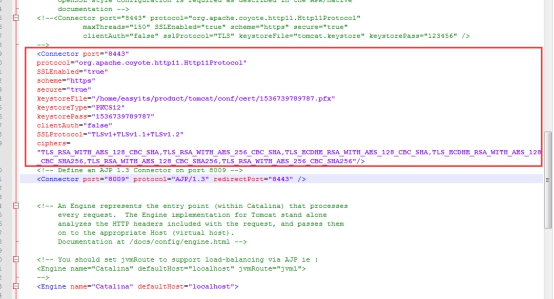 OpenSSL style configuration is required as described in the APR/native
documentation -->
<!--<Connector port="8443" protocol="org.apache.coyote.http11.Http11Protocol"
maxThreads="150" SSLEnabled="true" scheme="https" secure="true"
clientAuth="false" sslProtocol="TLS" keystoreFile="tomcat.keystore" keystorePass="123456" />
-->
<Connector port="8443"
protocol="org.apache.coyote.http11.Http11Protocol"
SSLEnabled="true"
scheme="https"
secure="true"
keystoreFile="/home/easyits/product/tomcat/conf/cert/1536739789787.pfx"
keystoreType="PKCS12"
keystorePass="1536739789787"
clientAuth="false"
SSLProtocol="TLSv1+TLSv1.1+TLSv1.2"
ciphers=
"TLS_RSA_WITH_AES_128_CBC_SHA,TLS_RSA_WITH_AES_256_CBC_SHA,TLS_ECDHE_RSA_WITH_AES_128_CBC_SHA,TLS_ECDHE_RSA_WITH_AES_128
_CBC_SHA256,TLS_RSA_WITH_AES_128_CBC_SHA256,TLS_RSA_WITH_AES_256_CBC_SHA256"/>
<!-- Define an AJP 1.3 Connector on port 8009 -->
<Connector port="8009" protocol="AJP/1.3" redirectPort="8443" />
<!-- An Engine represents the entry point (within Catalina) that processes
every request. The Engine implementation for Tomcat stand alone
analyzes the HTTP headers included with the request, and passes them
on to the appropriate Host (virtual host).
Documentation at /docs/config/engine.html -->
<!-- You should set jvmRoute to support load-balancing via AJP ie :
<Engine name="Catalina" defaultHost="localhost" jvmRoute="jvm1">
-->
<Engine name="Catalina" defaultHost="localhost">